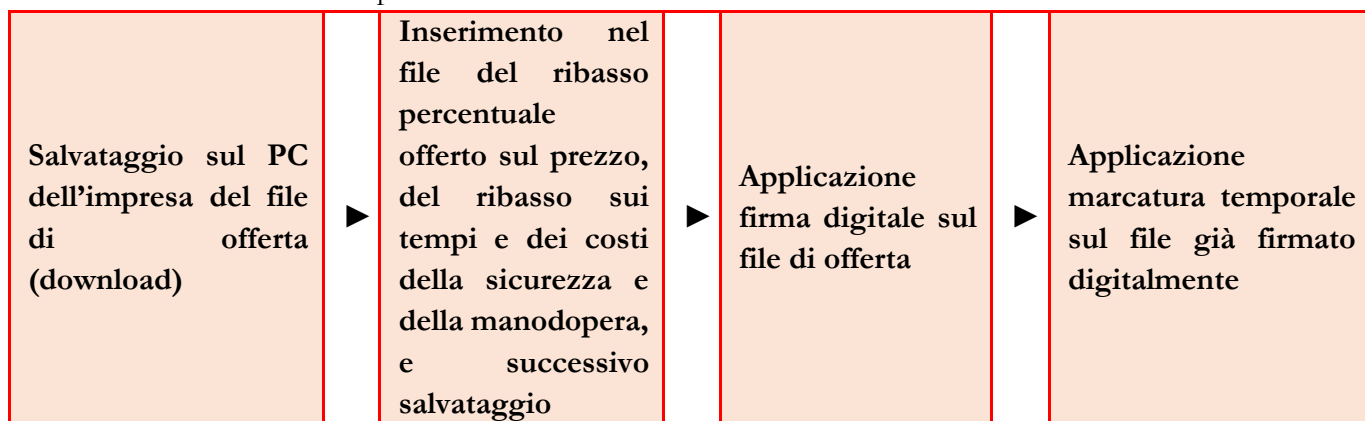 Salvataggio sul PC
dell’impresa del file
di offerta
(download)
►
Inserimento nel
file del ribasso
percentuale
offerto sul prezzo,
del ribasso sui
tempi e dei costi
della sicurezza e
della manodopera,
e successivo
salvataggio
►
Applicazione
firma digitale sul
file di offerta
►
Applicazione
marcatura temporale
sul file già firmato
digitalmente